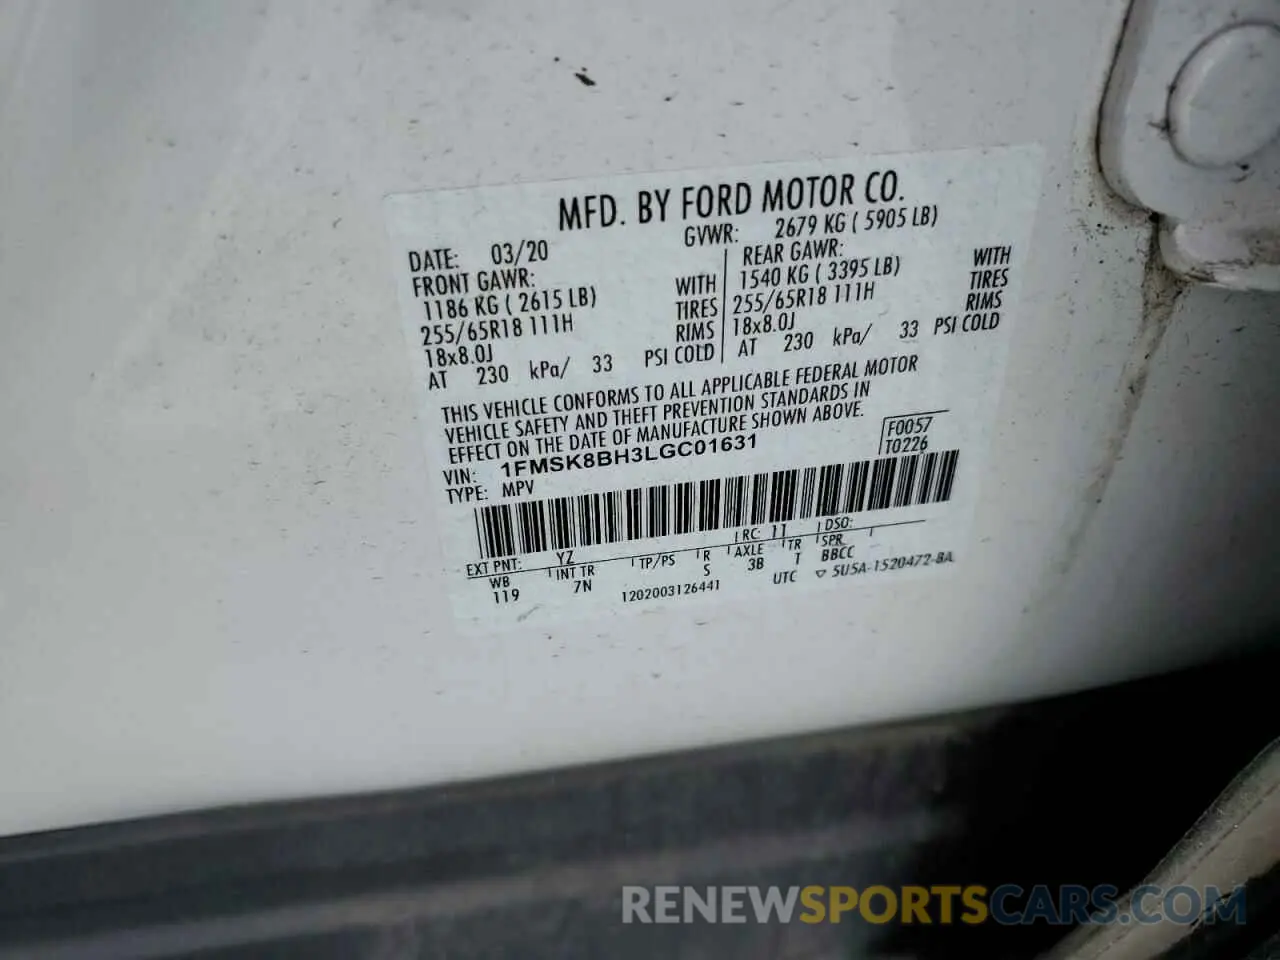 MFD. BY FORD MOTOR CO.
DATE: 03/20 GVWR: 2679 KG ( 5905 LB)
FRONT GAWR: REAR GAWR:
1186 KG ( 2615 LB) WITH 1540 KG ( 3395 LB) WITH
255/65R18 111H TIRES 255/65R18 111H TIRES
18x8.0J RIMS 18x8.0J RIMS
AT 230 kPa/ 33 PSI COLD AT 230 kPa/ 33 PSI COLD
THIS VEHICLE CONFORMS TO ALL APPLICABLE FEDERAL MOTOR
VEHICLE SAFETY AND THEFT PREVENTION STANDARDS IN
EFFECT ON THE DATE OF MANUFACTURE SHOWN ABOVE.
F0057
VIN: 1FMSK8BH3LGC01631 T0226
TYPE: MPV
EXT PNT: YZ RC: 11 DSO:
WB INT TR TP/PS R AXLE TR SPR
119 7N S 3B T BBCC
1202003126441 UTC ▽ 5U5A-1520472-BA
RENEWSPORTSCARS.COM